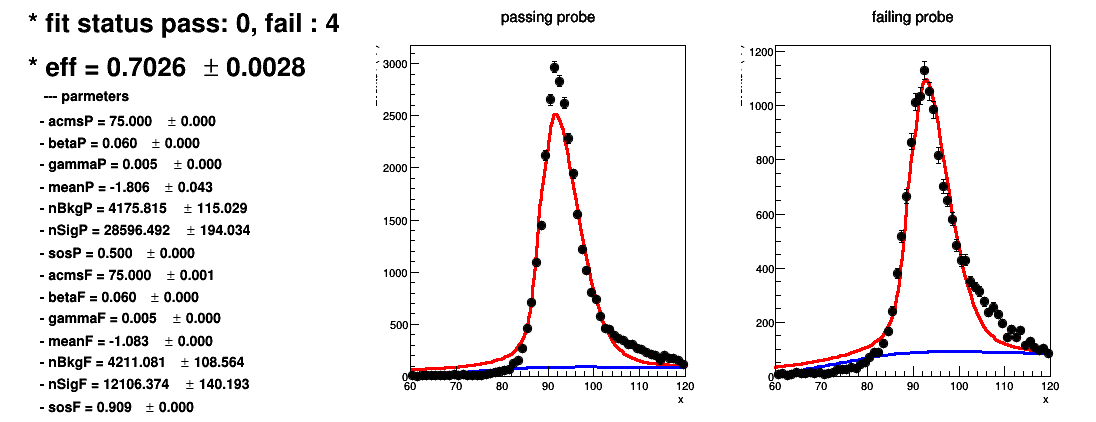 * fit status pass: 0, fail : 4
* eff = 0.7026 ± 0.0028
--- parmeters
- acmsP = 75.000 ± 0.000
- betaP = 0.060 ± 0.000
- gammaP = 0.005 ± 0.000
- meanP = -1.806 ± 0.043
- nBkgP = 4175.815 ± 115.029
- nSigP = 28596.492 ± 194.034
- sosP = 0.500 ± 0.000
- acmsF = 75.000 ± 0.001
- betaF = 0.060 ± 0.000
- gammaF = 0.005 ± 0.000
- meanF = -1.083 ± 0.000
- nBkgF = 4211.081 ± 108.564
- nSigF = 12106.374 ± 140.193
- sosF = 0.909 ± 0.000
passing probe
3000
2500
2000
1500
1000
500
0
60 70 80 90 100 110 120
x
failing probe
1200
1000
800
600
400
200
0
60 70 80 90 100 110 120
x